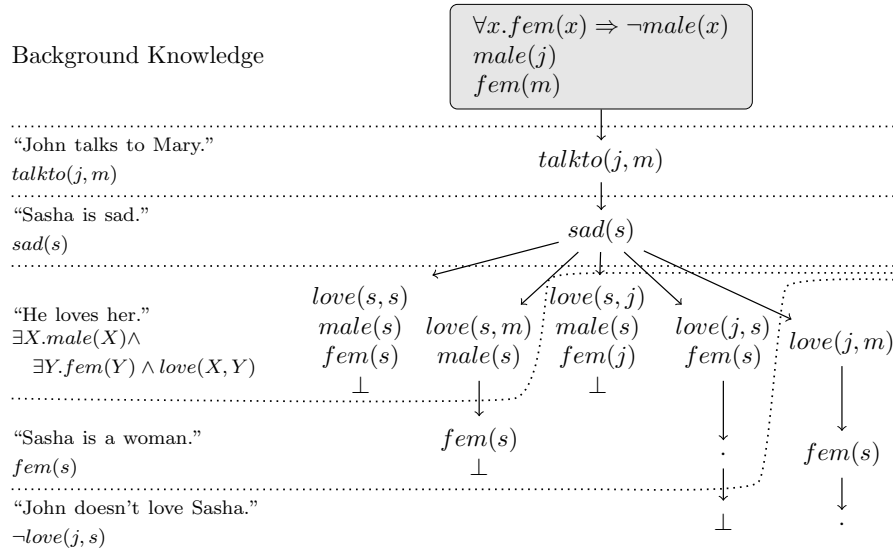 ∀x.fem(x) ⇒ ¬male(x)
Background Knowledge
male(j)
fem(m)
“John talks to Mary.”
talkto(j, m)
talkto(j, m)
“Sasha is sad.”
sad(s)
sad(s)
“He loves her.”
∃X.male(X)∧
∃Y.fem(Y) ∧ love(X, Y)
love(s, s)
male(s)
fem(s)
⊥
love(s, m)
male(s)
love(s, j)
male(s)
fem(j)
⊥
love(j, s)
fem(s)
love(j, m)
“Sasha is a woman.”
fem(s)
fem(s)
⊥
.
fem(s)
“John doesn’t love Sasha.”
¬love(j, s)
⊥
.